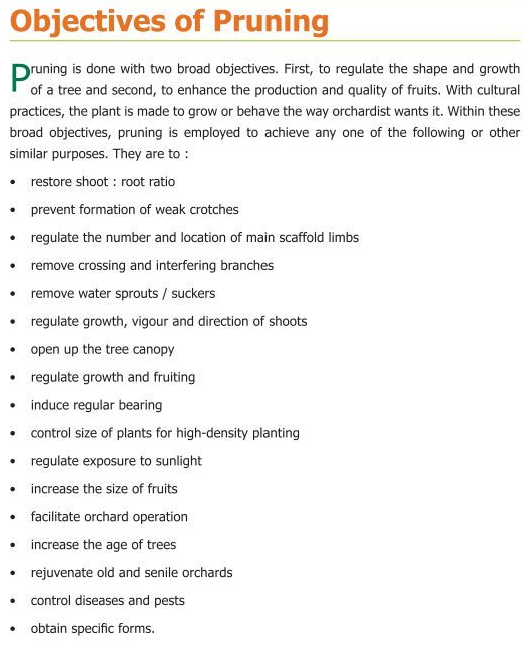 Objectives of Pruning
Pruning is done with two broad objectives. First, to regulate the shape and growth
of a tree and second, to enhance the production and quality of fruits. With cultural
practices, the plant is made to grow or behave the way orchardist wants it. Within these
broad objectives, pruning is employed to achieve any one of the following or other
similar purposes. They are to :
• restore shoot : root ratio
• prevent formation of weak crotches
• regulate the number and location of main scaffold limbs
• remove crossing and interfering branches
• remove water sprouts / suckers
• regulate growth, vigour and direction of shoots
• open up the tree canopy
• regulate growth and fruiting
• induce regular bearing
• control size of plants for high-density planting
• regulate exposure to sunlight
• increase the size of fruits
• facilitate orchard operation
• increase the age of trees
• rejuvenate old and senile orchards
• control diseases and pests
• obtain specific forms.